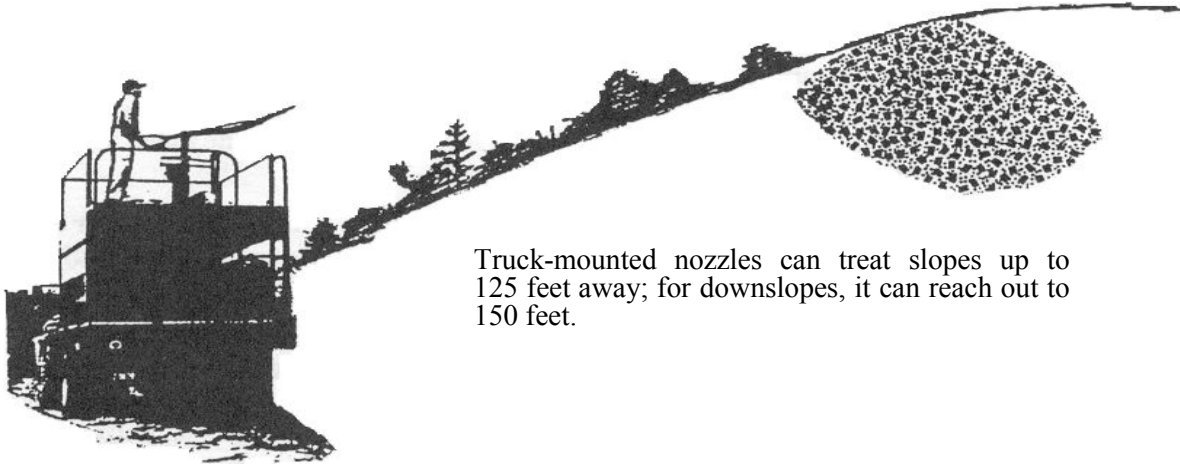 Truck-mounted nozzles can treat slopes up to
125 feet away; for downslopes, it can reach out to
150 feet.